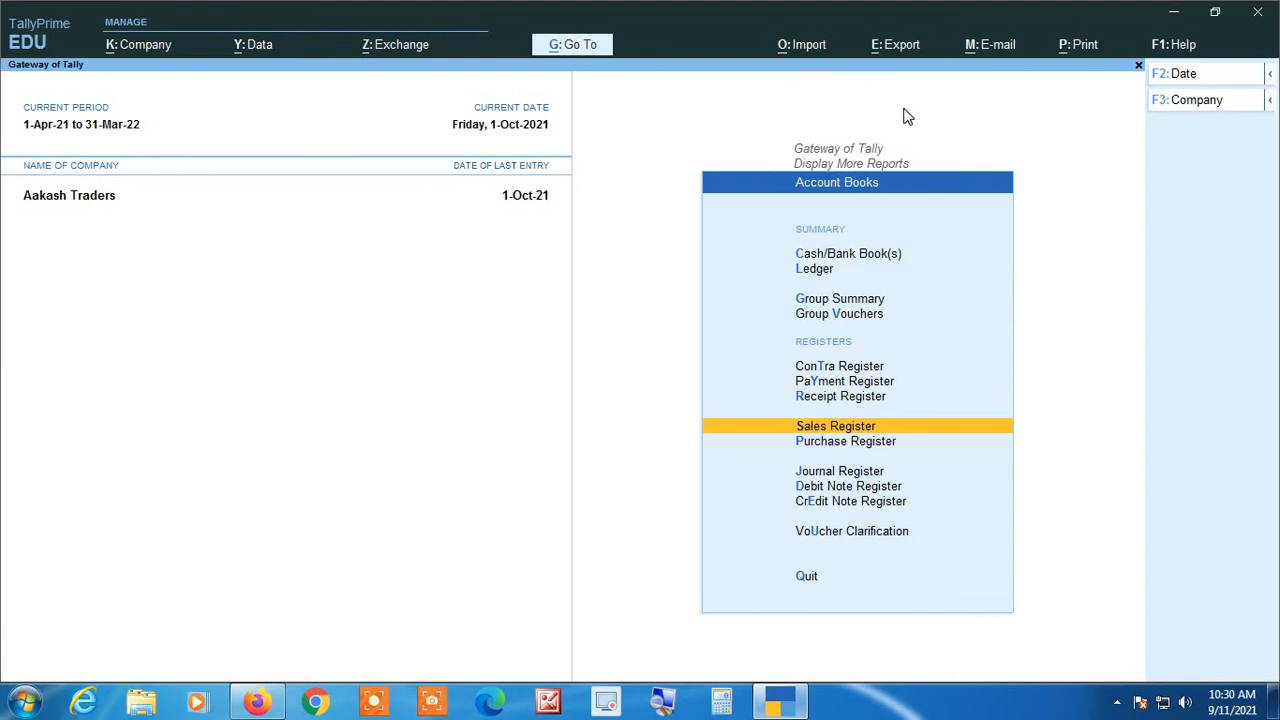 TallyPrime
EDU
MANAGE
K: Company
Y: Data
Z: Exchange
G: Go To
O: Import
E: Export
M: E-mail
P: Print
F1: Help
Gateway of Tally
F2: Date
F3: Company
CURRENT PERIOD
CURRENT DATE
1-Apr-21 to 31-Mar-22
Friday, 1-Oct-2021
NAME OF COMPANY
DATE OF LAST ENTRY
Aakash Traders
1-Oct-21
Gateway of Tally
Display More Reports
Account Books
SUMMARY
Cash/Bank Book(s)
Ledger
Group Summary
Group Vouchers
REGISTERS
ConTra Register
PaYment Register
Receipt Register
Sales Register
Purchase Register
Journal Register
Debit Note Register
CrEdit Note Register
VoUcher Clarification
Quit
10:30 AM
9/11/2021